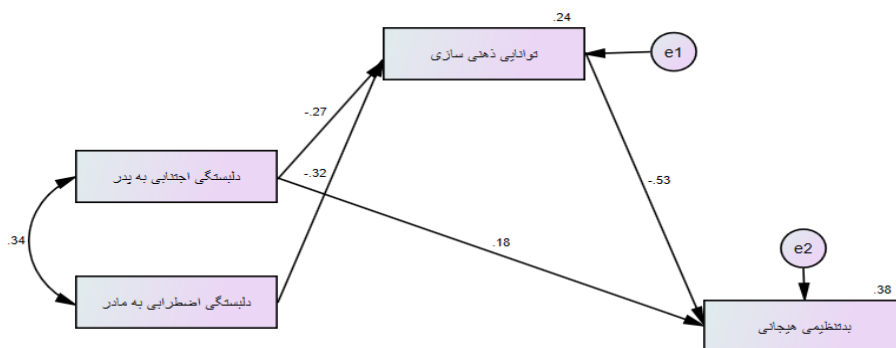 .24
توانایی ذهنی سازی
e1
-.27
-.32
دلبستگی اجتنابی به پدر
-.53
.34
.18
e2
دلبستگی اضطرابی به مادر
.38
بدتنظیمی هیجانی